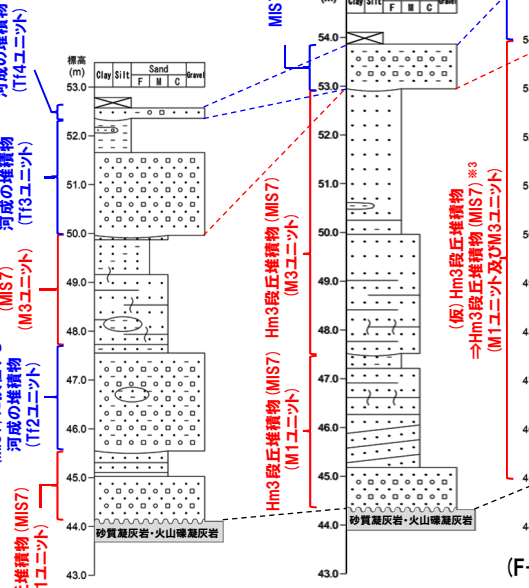 河成の堆積物
(Tf4ユニット)
河成の堆積物
(Tf3ユニット)
(MIS7)
(M3ユニット)
河成の堆積物
(Tf2ユニット)
堆積物 (MIS7)
1ユニット)
標高
(m)
Clay Silt Sand Gravel
F M C
53.0
52.0
51.0
50.0
49.0
48.0
47.0
46.0
45.0
44.0
43.0
砂質凝灰岩・火山礫凝灰岩
MIS
Hm3段丘堆積物 (MIS7)
(M3ユニット)
Hm3段丘堆積物 (MIS7)
(M1ユニット)
(m)
Clay Silt Gravel
F M C
54.0
53.0
52.0
51.0
50.0
49.0
48.0
47.0
46.0
45.0
44.0
43.0
砂質凝灰岩・火山礫凝灰岩
(仮) Hm3段丘堆積物
⇒Hm3段丘堆積物 (MIS7) ※3
(M1ユニット及びM3ユニット)
(F-